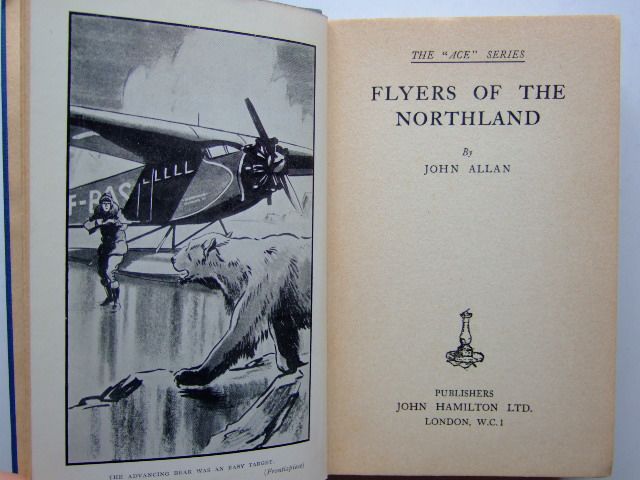 F-RAS
THE ADVANCING BEAR WAS AN EASY TARGET.
(Frontispiece)
THE "ACE" SERIES
FLYERS OF THE
NORTHLAND
By
JOHN ALLAN
PUBLISHERS
JOHN HAMILTON LTD.
LONDON, W.C.1